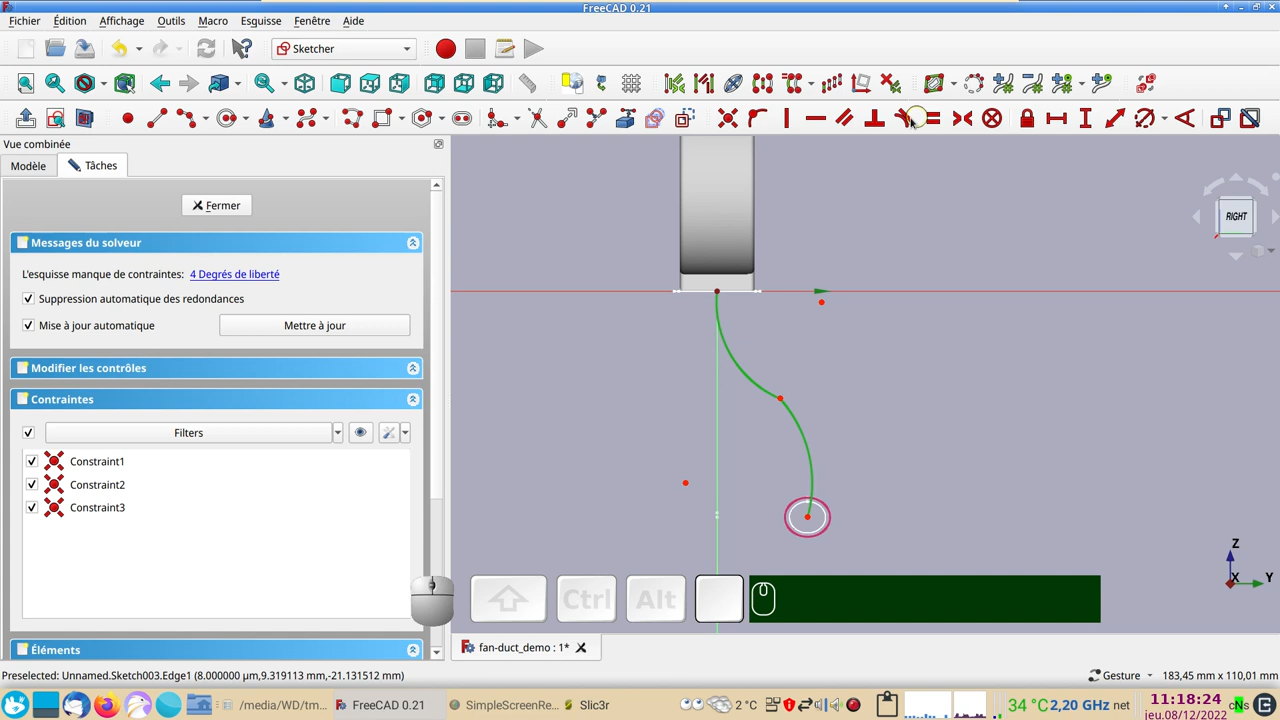 FreeCAD 0.21
Fichier Édition Affichage Outils Macro Esquisse Fenêtre Aide
Sketcher
Vue combinée
Modèle Tâches
Fermer
Messages du solveur
L'esquisse manque de contraintes: 4 Degrés de liberté
Suppression automatique des redondances
Mise à jour automatique Mettre à jour
Modifier les contrôles
Contraintes
Filters
Constraint1
Constraint2
Constraint3
Éléments
RIGHT
Z
X Y
Ctrl Alt
fan-duct_demo : 1*
Preselected: Unnamed.Sketch003.Edge1 (8.000000 µm,9.319113 mm,-21.131512 mm) Gesture 183,45 mm x 110,01 mm
/media/WD/tm... FreeCAD 0.21 SimpleScreenRe... Slic3r 2 °C 34 °C 2,20 GHz net 11:18:24
jeu.08/12/2022